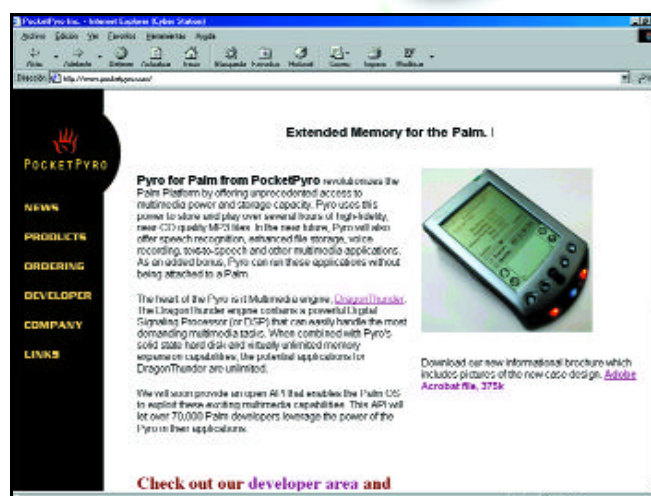 PocketPyro Inc. - Internet Explorer (Cyber Station)
Archivo Edición Ver Favoritos Herramientas Ayuda
Dirección http://www.pocketpyro.com/
POCKETPYRO
NEWS
PRODUCTS
ORDERING
DEVELOPER
COMPANY
LINKS
Extended Memory for the Palm.
Pyro for Palm from PocketPyro revolutionizes the
Palm Platform by offering unprecedented access to
multimedia power and storage capacity. Pyro uses this
power to store and play over several hours of high-fidelity,
near-CD quality MP3 files. In the near future, Pyro will also
offer speech recognition, enhanced file storage, voice
recording, text-to-speech and other multimedia applications.
As an added bonus, Pyro can run these applications without
being attached to a Palm.
The heart of the Pyro is it Multimedia engine, DragonThunder.
The DragonThunder engine contains a powerful Digital
Signaling Processor (or DSP) that can easily handle the most
demanding multimedia tasks. When combined with Pyro's
solid state hard disk and virtually unlimited memory
expansion capabilities, the potential applications for
DragonThunder are unlimited.
We will soon provide an open API that enables the Palm OS
to exploit these exciting multimedia capabilities. This API will
let over 70,000 Palm developers leverage the power of the
Pyro in their applications.
Download our new informational brochure which
includes pictures of the new case design. Adobe
Acrobat file, 375k
Check out our developer area and